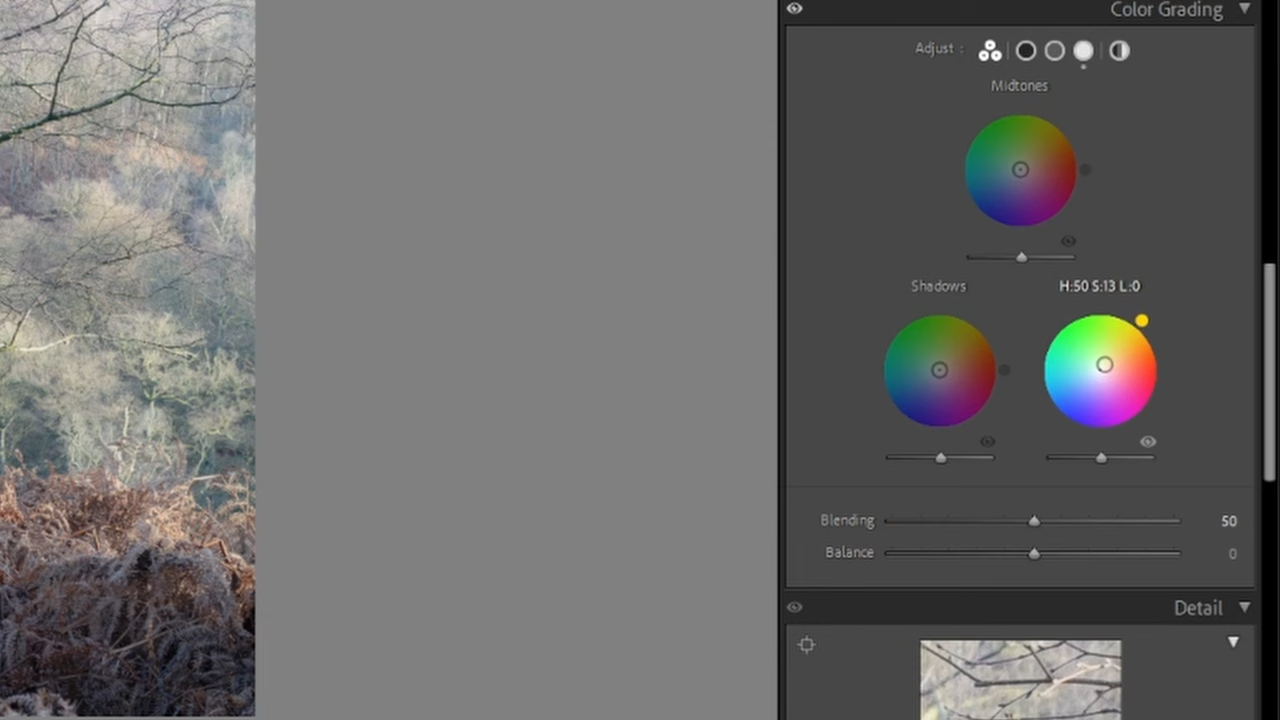 Color Grading
Adjust :
Midtones
Shadows
H:50 S:13 L:0
Blending 50
Balance 0
Detail